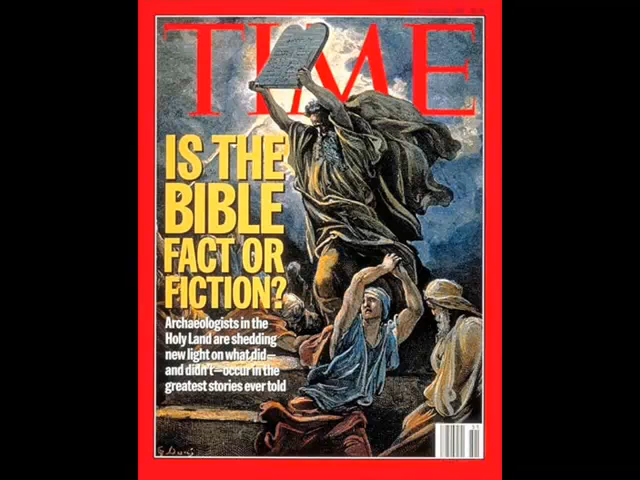 TIME
IS THE
BIBLE
FACT OR
FICTION?
Archaeologists in the
Holy Land are shedding
new light on what did—
and didn't—occur in the
greatest stories ever told
G. Doré